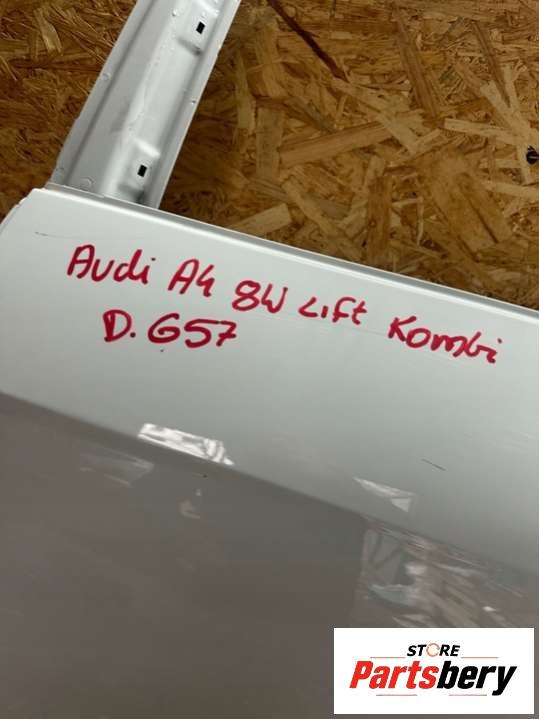 Audi A4 8W Lift Kombi
D. G57
STORE
Partsbery